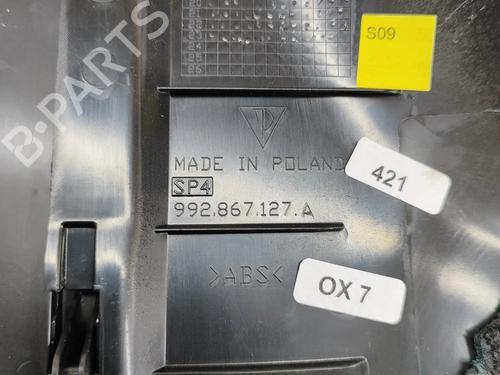 S09
MADE IN POLAND
421
SP4
992.867.127.A
>ABS<
OX 7
B-PARTS